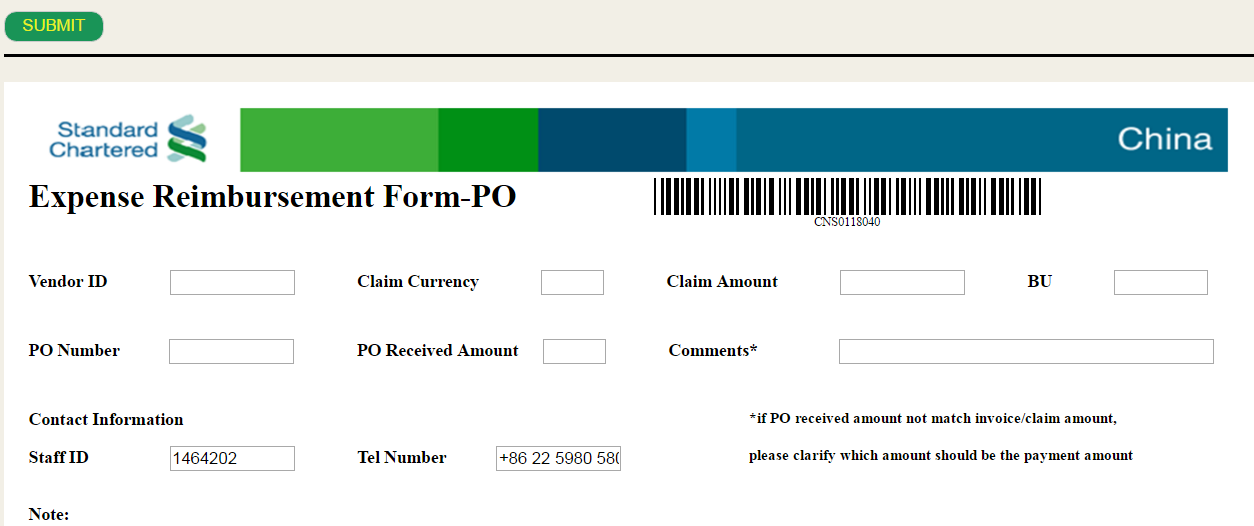 SUBMIT
Standard
Chartered
China
Expense Reimbursement Form-PO
CNS0118040
Vendor ID Claim Currency Claim Amount BU
PO Number PO Received Amount Comments*
Contact Information *if PO received amount not match invoice/claim amount,
Staff ID 1464202 Tel Number +86 22 5980 580 please clarify which amount should be the payment amount
Note: